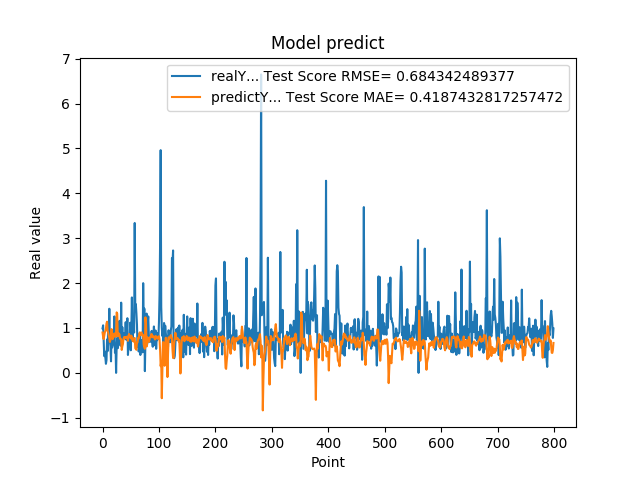 Model predict
realY... Test Score RMSE= 0.684342489377
predictY... Test Score MAE= 0.4187432817257472
Real value
7
6
5
4
3
2
1
0
−1
0 100 200 300 400 500 600 700 800
Point